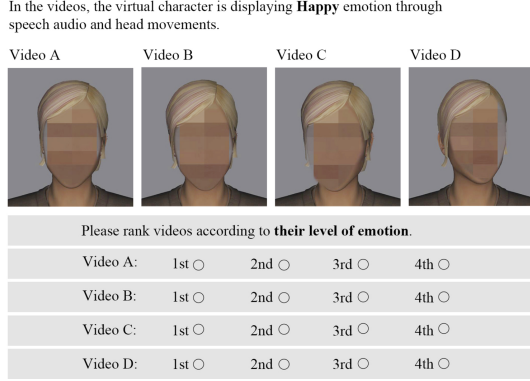 In the videos, the virtual character is displaying Happy emotion through
speech audio and head movements.
Video A Video B Video C Video D
Please rank videos according to their level of emotion.
Video A: 1st 2nd 3rd 4th
Video B: 1st 2nd 3rd 4th
Video C: 1st 2nd 3rd 4th
Video D: 1st 2nd 3rd 4th